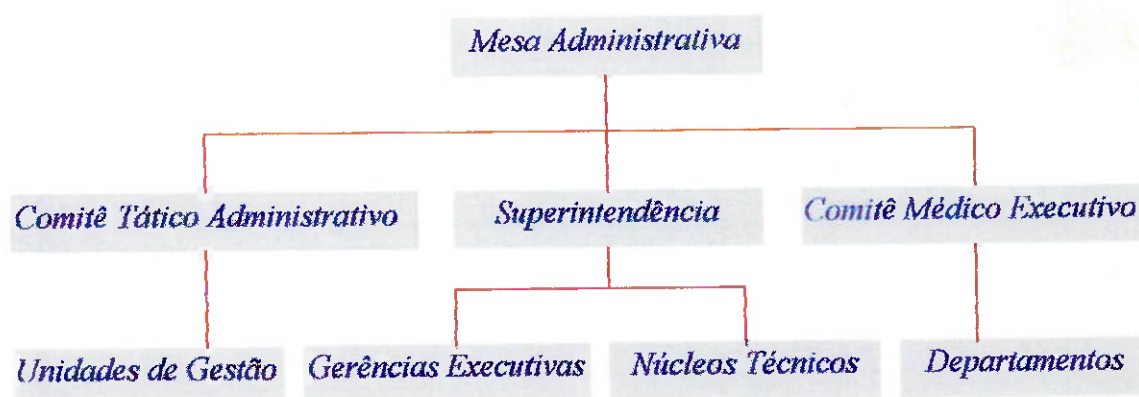 Mesa Administrativa
Comitê Tático Administrativo
Superintendência
Comitê Médico Executivo
Unidades de Gestão
Gerências Executivas
Núcleos Técnicos
Departamentos